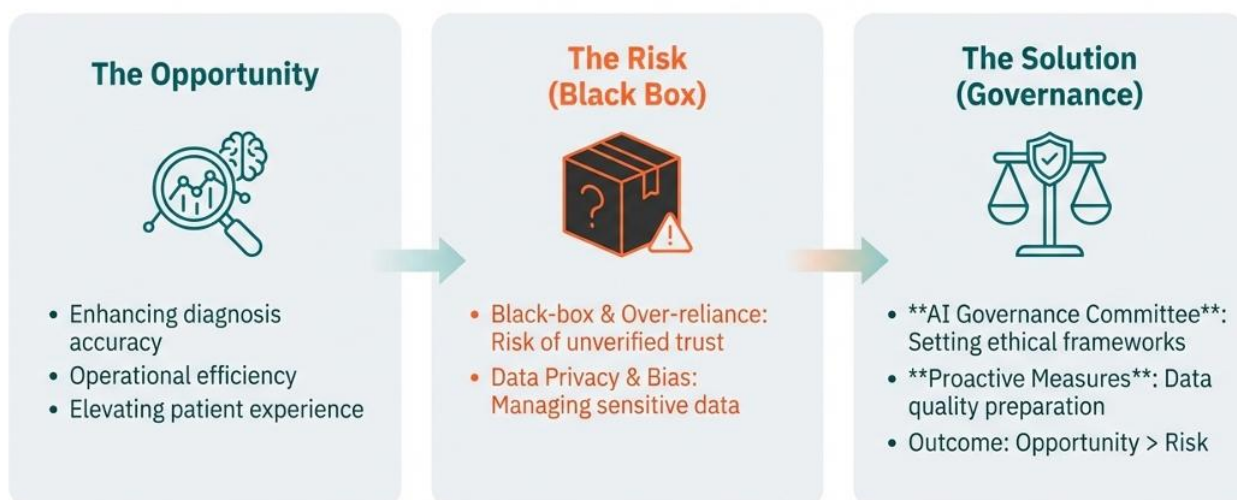 The Opportunity
• Enhancing diagnosis
accuracy
• Operational efficiency
• Elevating patient experience
The Risk
(Black Box)
?
!
• Black-box & Over-reliance:
Risk of unverified trust
• Data Privacy & Bias:
Managing sensitive data
The Solution
(Governance)
• **AI Governance Committee**:
Setting ethical frameworks
• **Proactive Measures**: Data
quality preparation
• Outcome: Opportunity > Risk